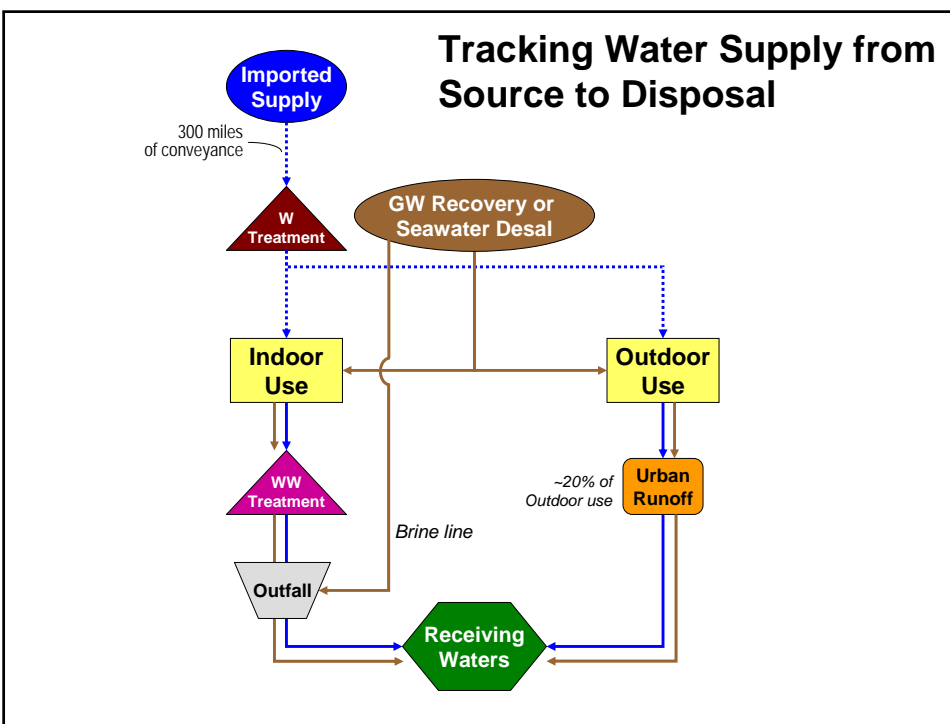 Tracking Water Supply from
Source to Disposal
Imported
Supply
300 miles
of conveyance
W
Treatment
GW Recovery or
Seawater Desal
Indoor
Use
Outdoor
Use
WW
Treatment
~20% of
Outdoor use
Urban
Runoff
Brine line
Outfall
Receiving
Waters